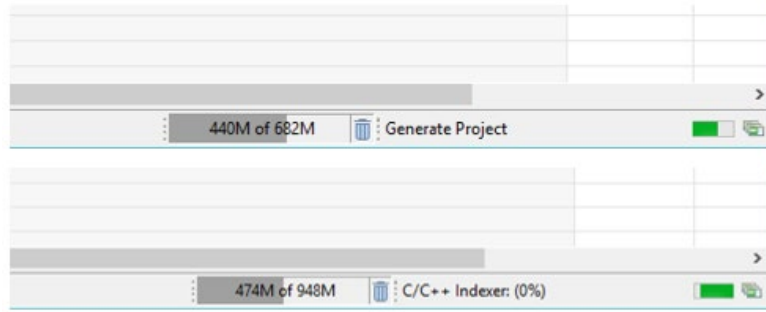 440M of 682M Generate Project
474M of 948M C/C++ Indexer: (0%)